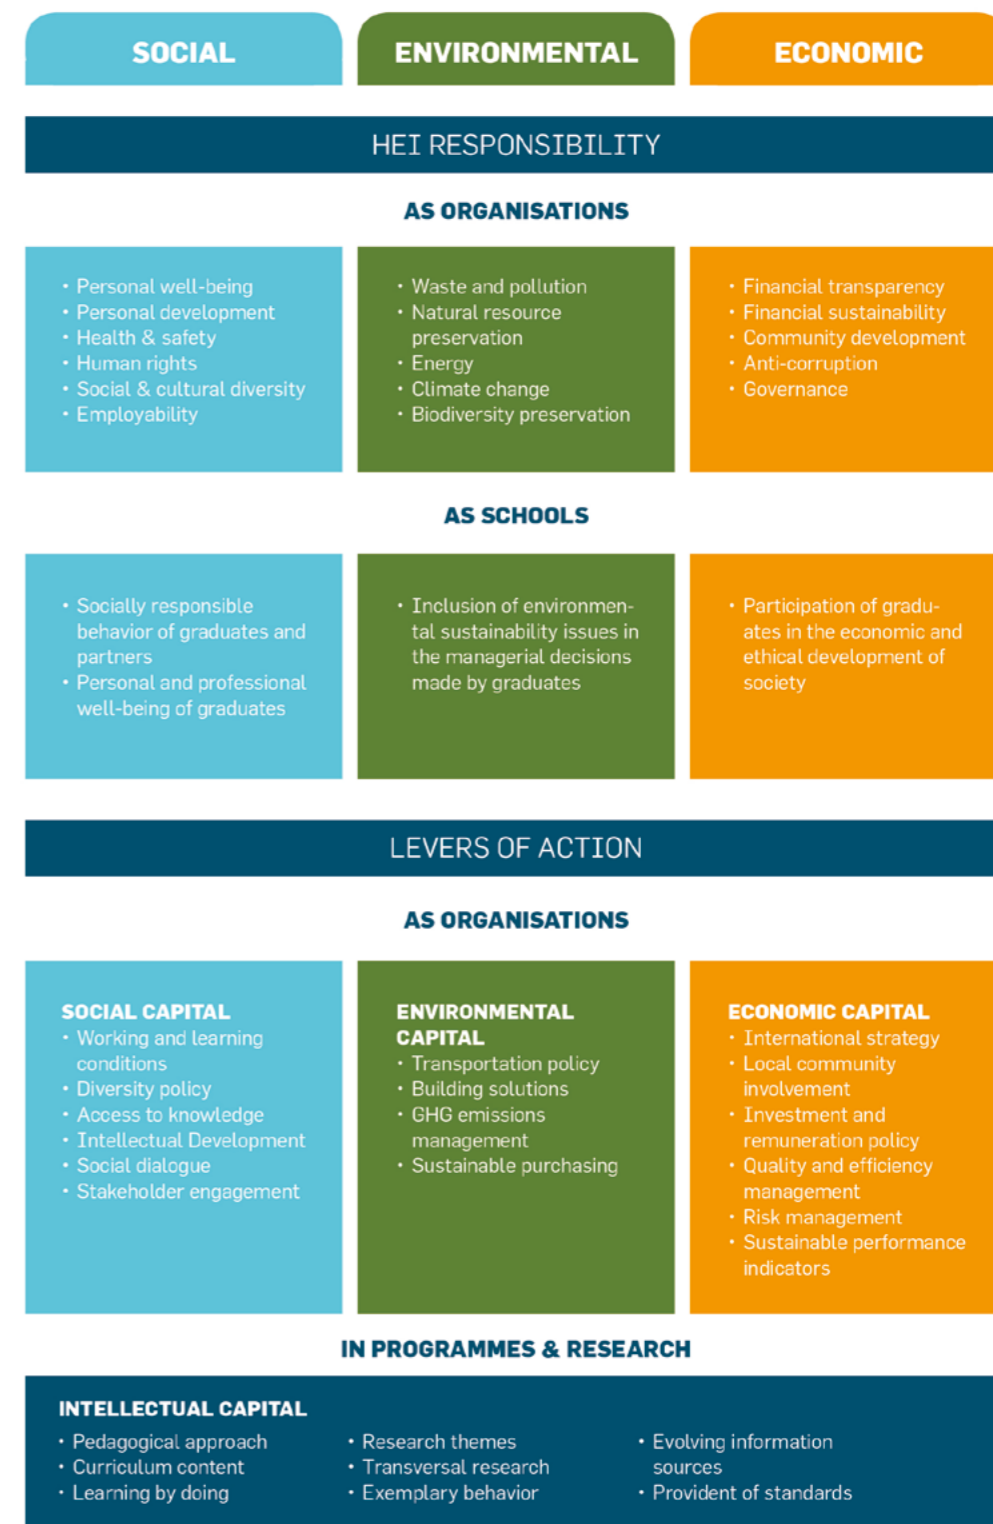 SOCIAL
ENVIRONMENTAL
ECONOMIC
HEI RESPONSIBILITY
AS ORGANISATIONS
• Personal well-being
• Personal development
• Health & safety
• Human rights
• Social & cultural diversity
• Employability
• Waste and pollution
• Natural resource
preservation
• Energy
• Climate change
• Biodiversity preservation
• Financial transparency
• Financial sustainability
• Community development
• Anti-corruption
• Governance
AS SCHOOLS
• Socially responsible
behavior of graduates and
partners
• Personal and professional
well-being of graduates
• Inclusion of environmen-
tal sustainability issues in
the managerial decisions
made by graduates
• Participation of gradu-
ates in the economic and
ethical development of
society
LEVERS OF ACTION
AS ORGANISATIONS
SOCIAL CAPITAL
• Working and learning
conditions
• Diversity policy
• Access to knowledge
• Intellectual Development
• Social dialogue
• Stakeholder engagement
ENVIRONMENTAL
CAPITAL
• Transportation policy
• Building solutions
• GHG emissions
management
• Sustainable purchasing
ECONOMIC CAPITAL
• International strategy
• Local community
involvement
• Investment and
remuneration policy
• Quality and efficiency
management
• Risk management
• Sustainable performance
indicators
IN PROGRAMMES & RESEARCH
INTELLECTUAL CAPITAL
• Pedagogical approach
• Curriculum content
• Learning by doing
• Research themes
• Transversal research
• Exemplary behavior
• Evolving information
sources
• Provident of standards